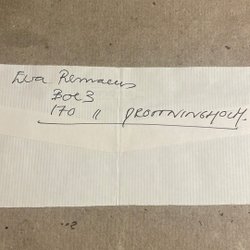 Eva Remaeus
Box 3
170 11 DROTTNINGHOLM.